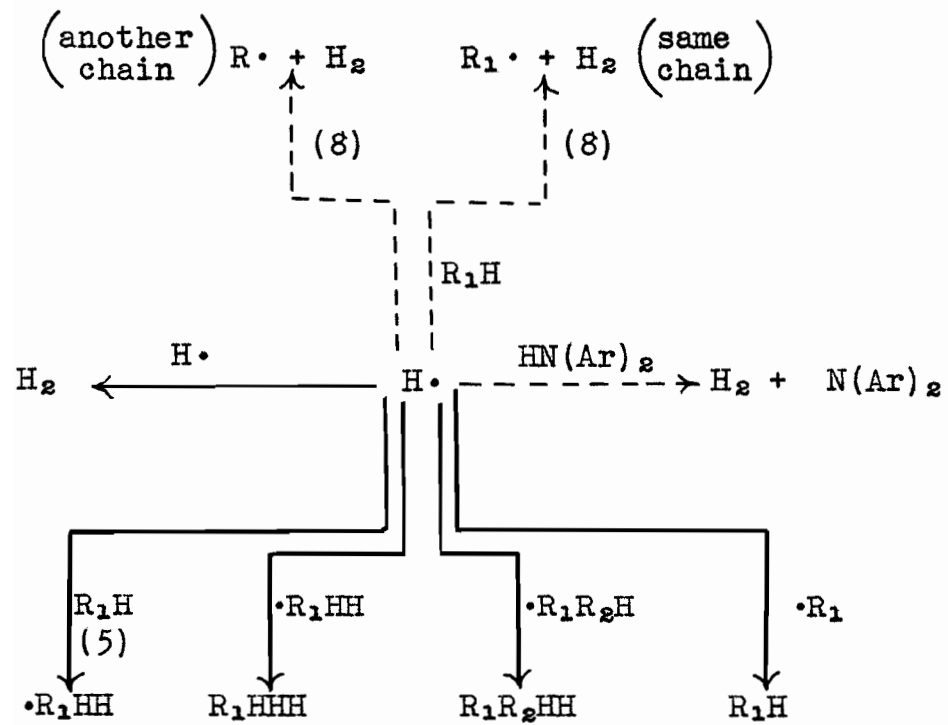 (another chain) R· + H₂ R₁· + H₂ (same chain)
(8) (8)
R₁H
H· HN(Ar)₂
H₂ H· H₂ + N(Ar)₂
R₁H ·R₁HH ·R₁R₂H ·R₁
(5)
·R₁HH R₁HHH R₁R₂HH R₁H